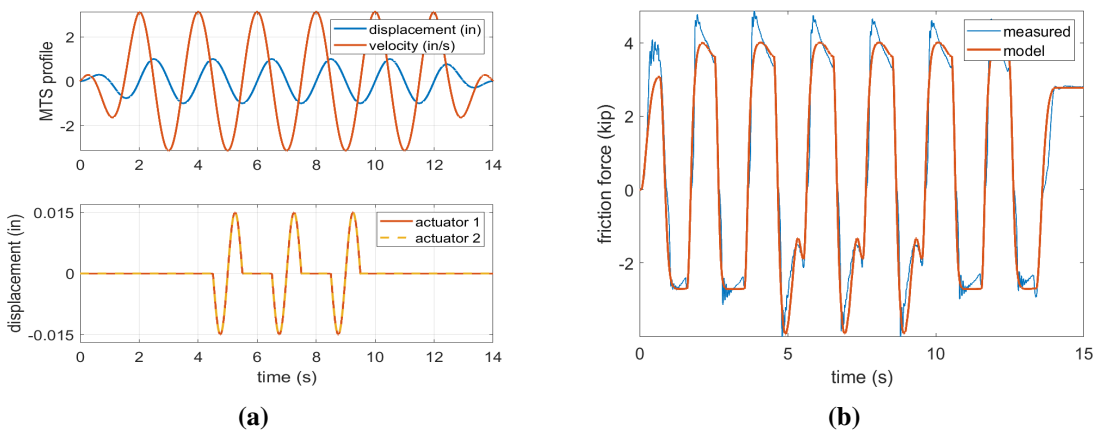 MTS profile
2
0
-2
displacement (in)
velocity (in/s)
0 2 4 6 8 10 12 14
displacement (in)
0.015
0
-0.015
actuator 1
actuator 2
0 2 4 6 8 10 12 14
time (s)
(a)
friction force (kip)
4
2
0
-2
measured
model
0 5 10 15
time (s)
(b)